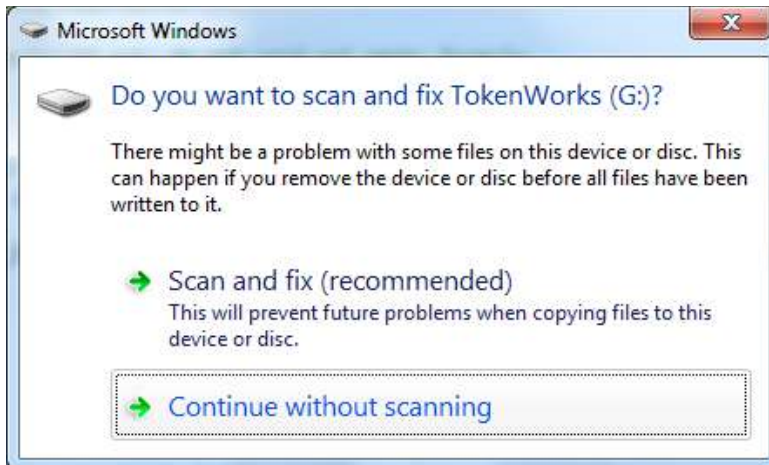 Microsoft Windows
Do you want to scan and fix TokenWorks (G:)?
There might be a problem with some files on this device or disc. This
can happen if you remove the device or disc before all files have been
written to it.
Scan and fix (recommended)
This will prevent future problems when copying files to this
device or disc.
Continue without scanning